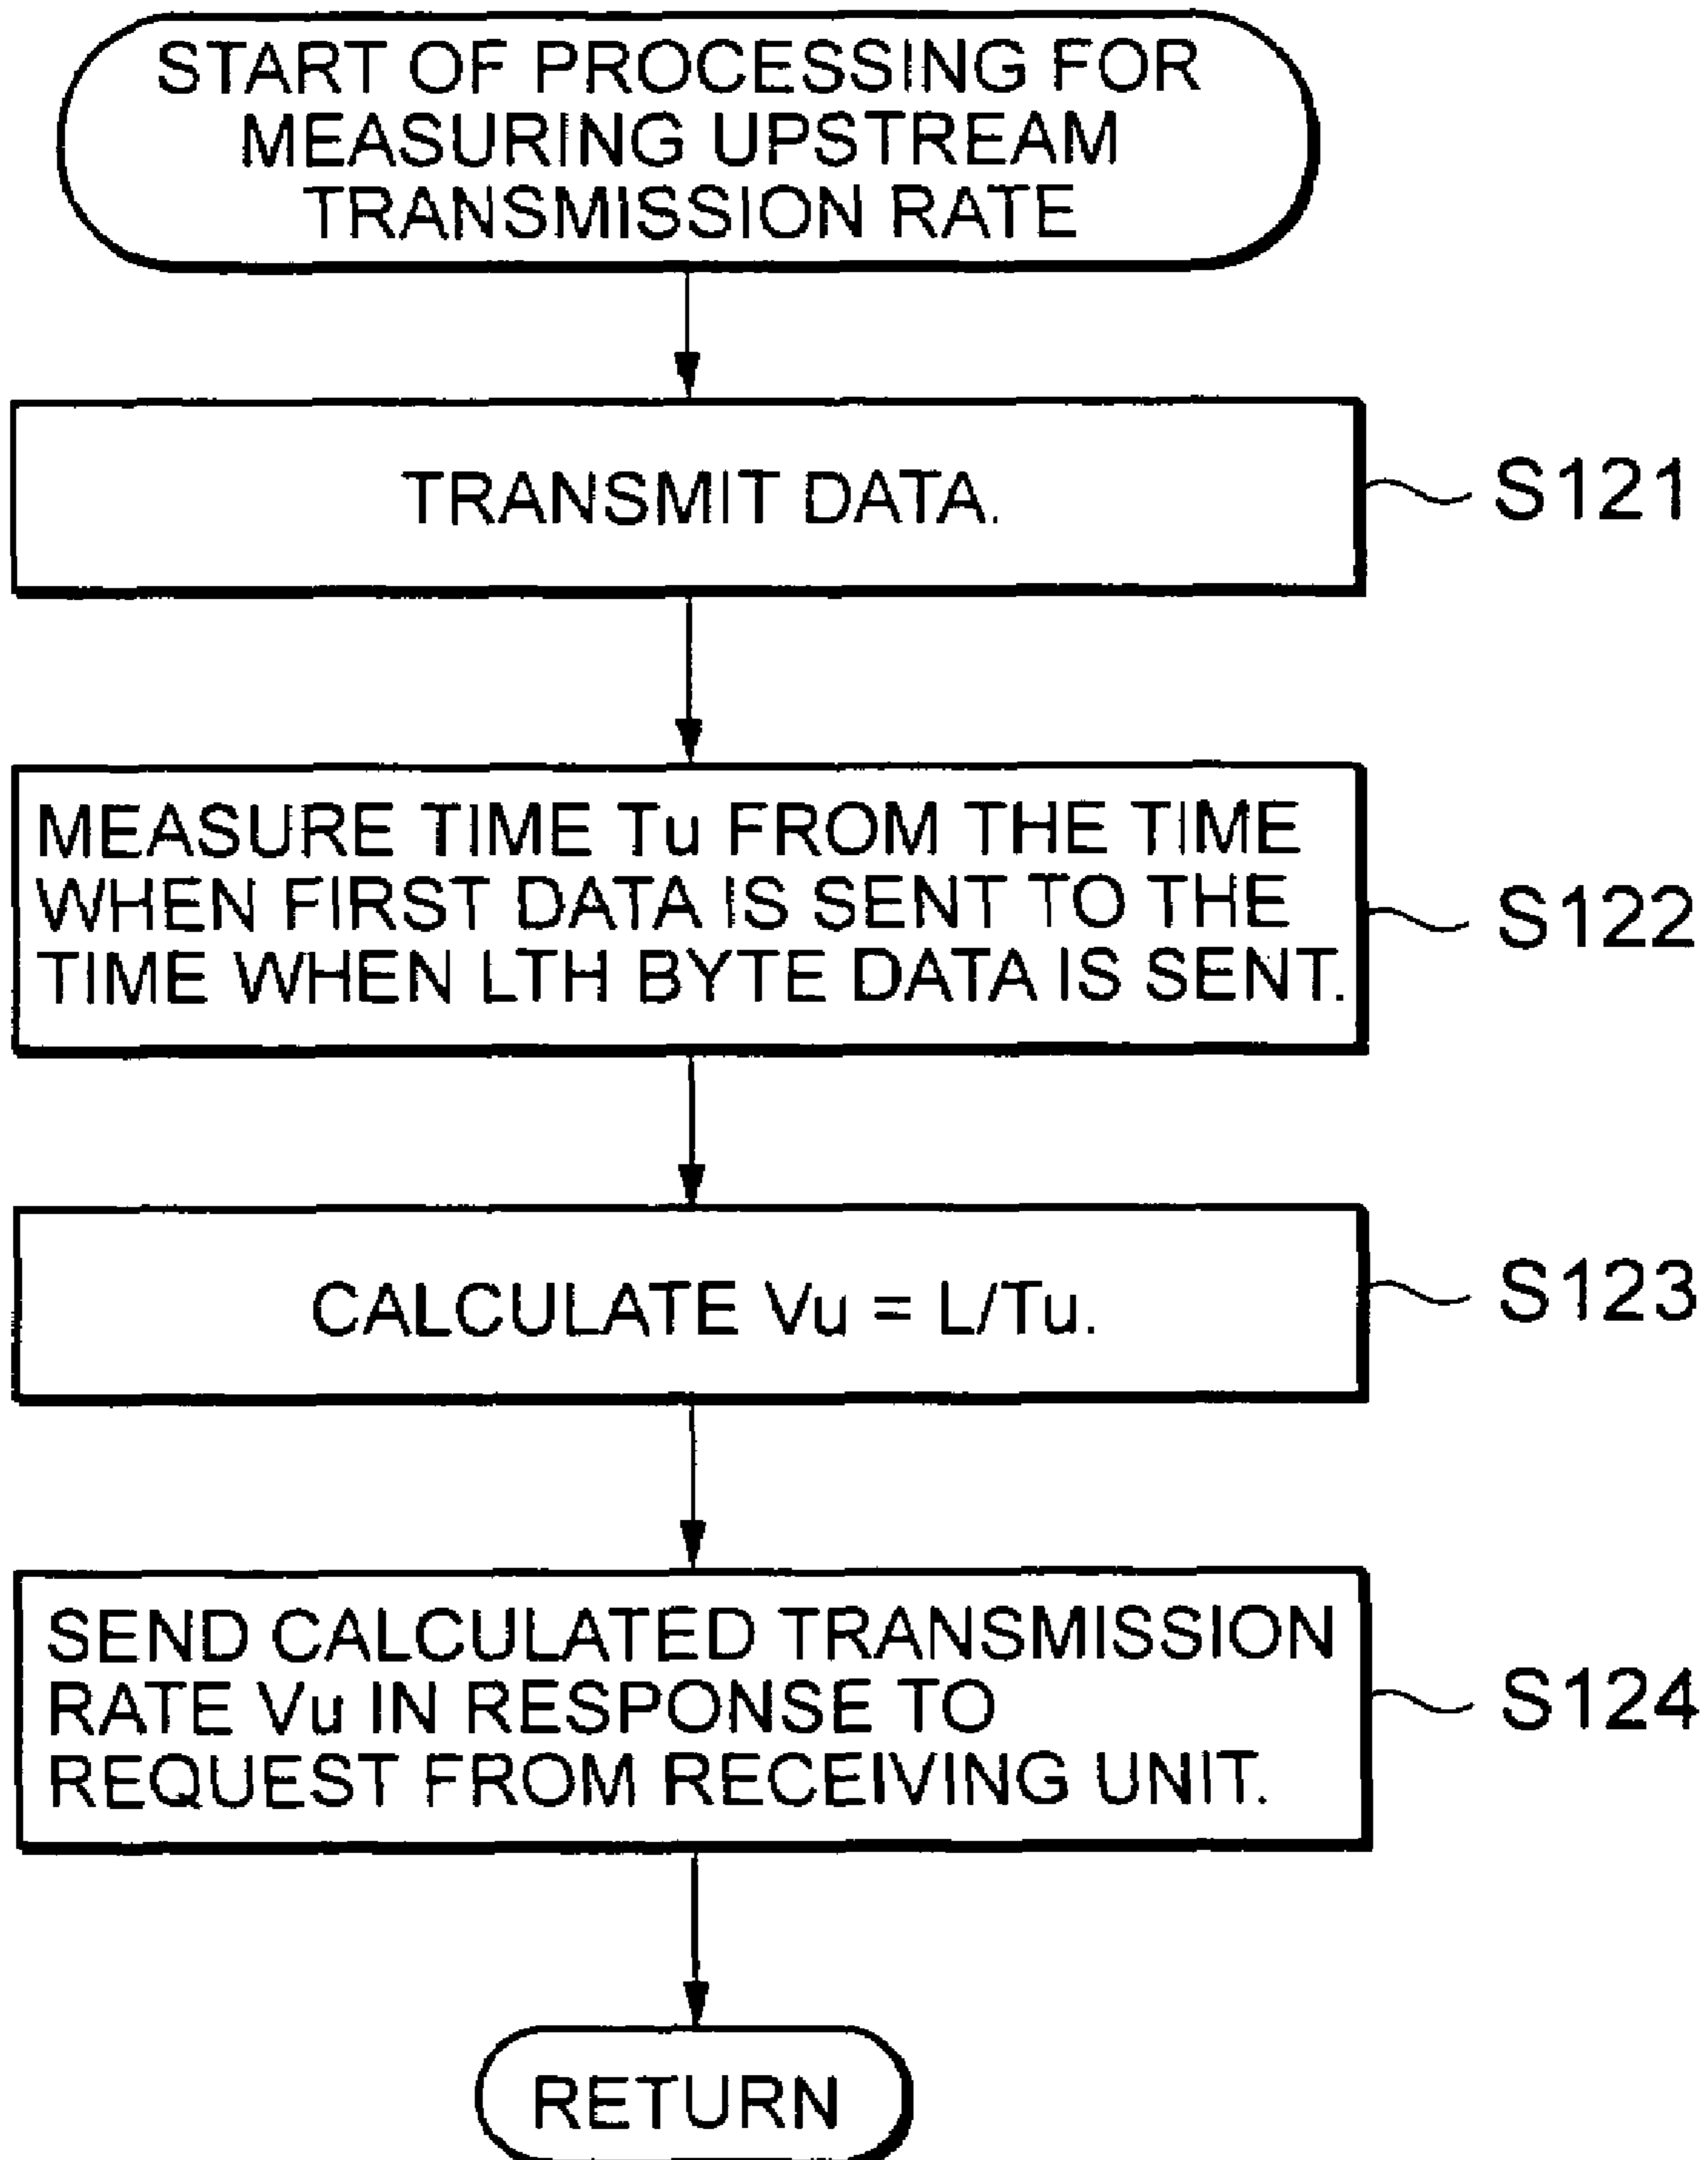 START OF PROCESSING FOR
MEASURING UPSTREAM
TRANSMISSION RATE
TRANSMIT DATA.
S121
MEASURE TIME Tu FROM THE TIME
WHEN FIRST DATA IS SENT TO THE
TIME WHEN LTH BYTE DATA IS SENT.
S122
CALCULATE Vu = L/Tu.
S123
SEND CALCULATED TRANSMISSION
RATE Vu IN RESPONSE TO
REQUEST FROM RECEIVING UNIT.
S124
RETURN